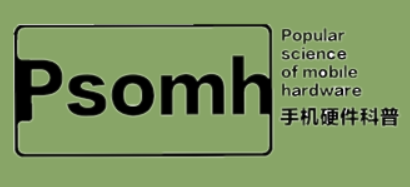 Psomh
Popular
science
of mobile
hardware
手机硬件科普